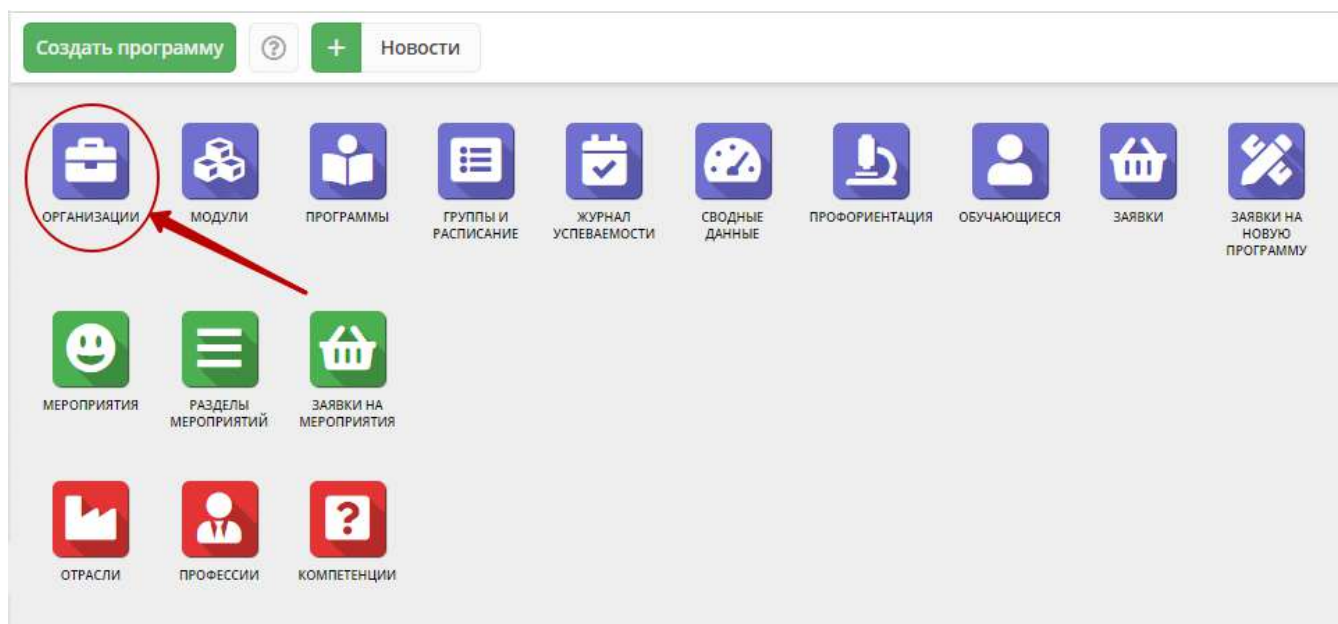 Создать программу
+ Новости
ОРГАНИЗАЦИИ
МОДУЛИ
ПРОГРАММЫ
ГРУППЫ И
РАСПИСАНИЕ
ЖУРНАЛ
УСПЕВАЕМОСТИ
СВОДНЫЕ
ДАННЫЕ
ПРОФОРИЕНТАЦИЯ
ОБУЧАЮЩИЕСЯ
ЗАЯВКИ
ЗАЯВКИ НА
НОВУЮ
ПРОГРАММУ
МЕРОПРИЯТИЯ
РАЗДЕЛЫ
МЕРОПРИЯТИЙ
ЗАЯВКИ НА
МЕРОПРИЯТИЯ
ОТРАСЛИ
ПРОФЕССИИ
КОМПЕТЕНЦИИ